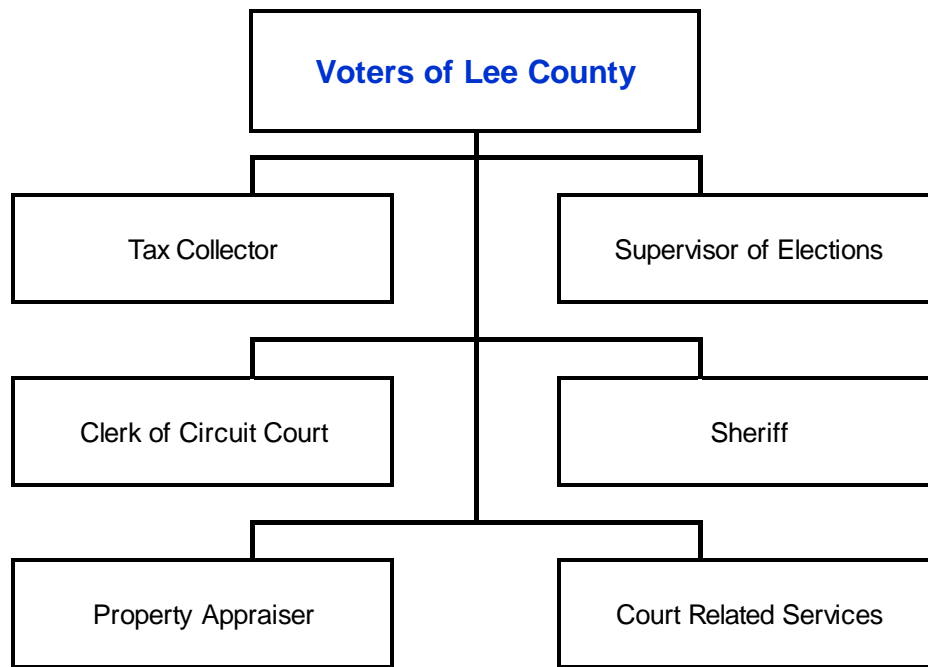 Voters of Lee County
Tax Collector
Supervisor of Elections
Clerk of Circuit Court
Sheriff
Property Appraiser
Court Related Services